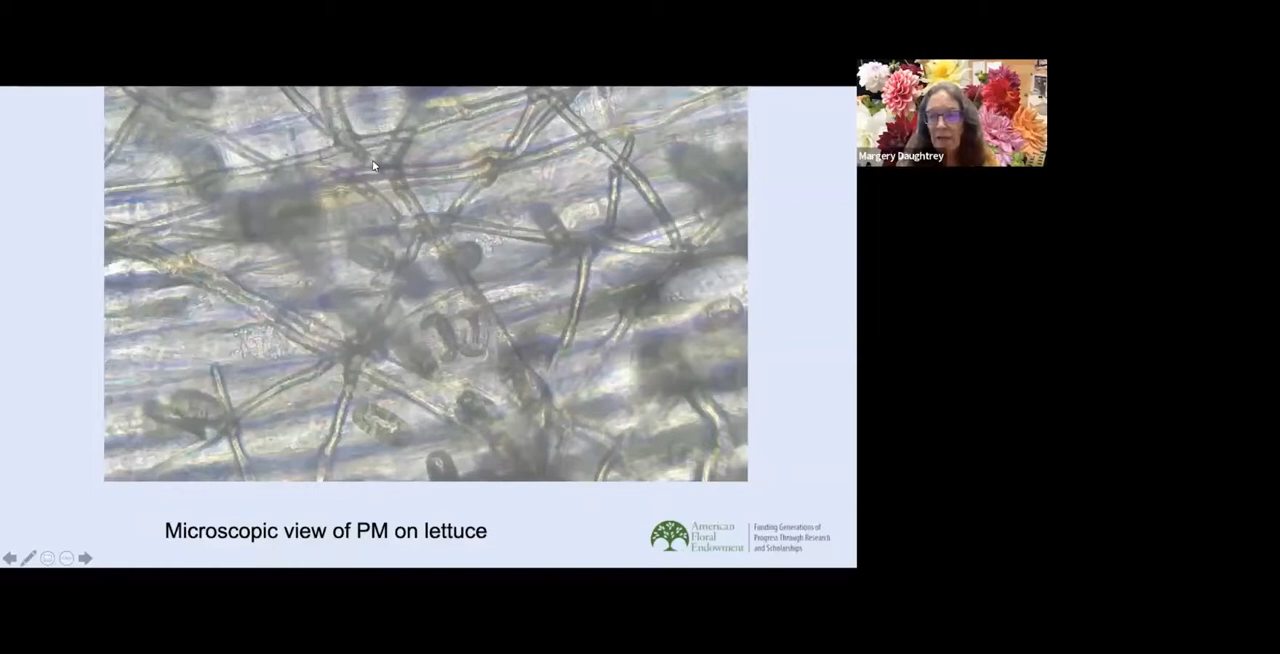 Margery Daughtrey
Microscopic view of PM on lettuce
American
Floral
Endowment
Funding Generations of
Progress Through Research
and Scholarships